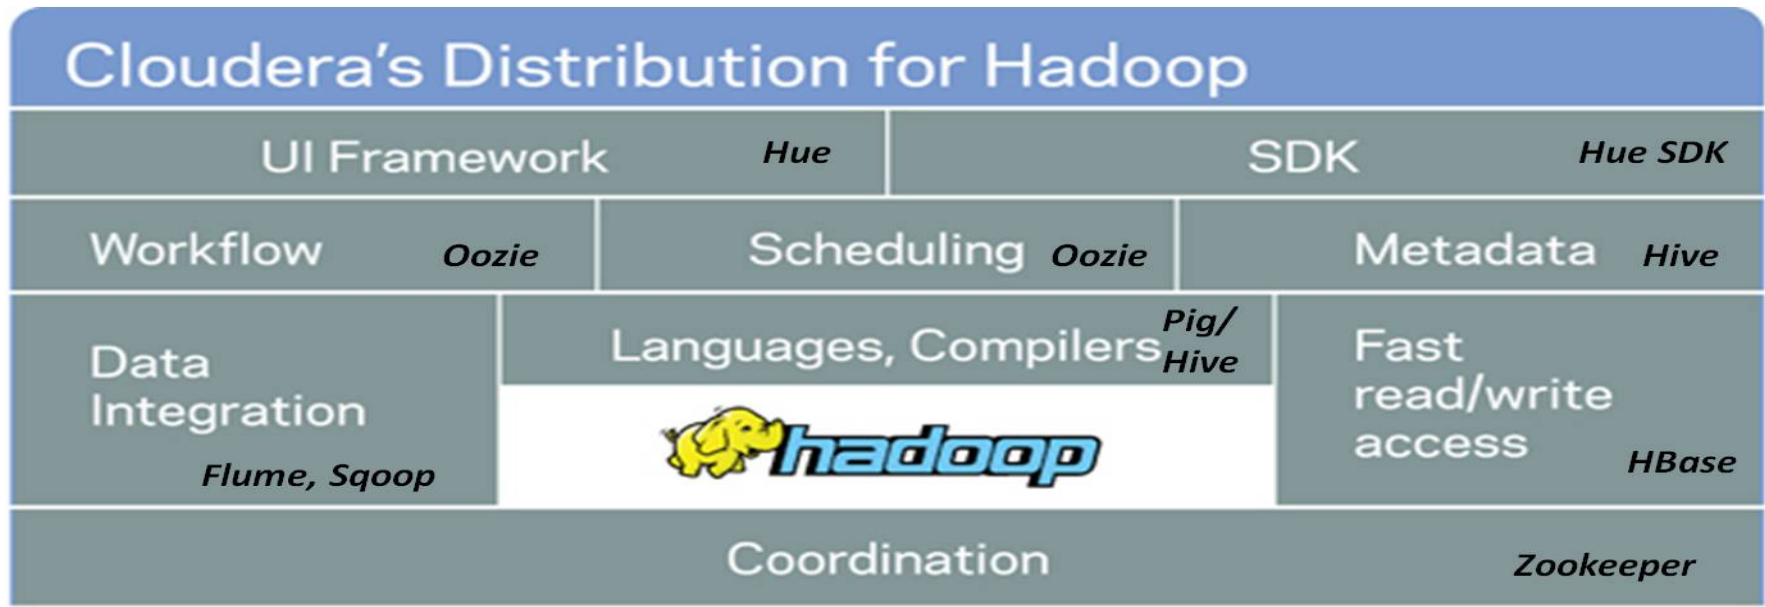 Cloudera's Distribution for Hadoop
UI Framework Hue
SDK Hue SDK
Workflow Oozie
Scheduling Oozie
Metadata Hive
Data
Integration
Flume, Sqoop
Languages, Compilers Pig/
Hive
hadoop
Fast
read/write
access
HBase
Coordination Zookeeper